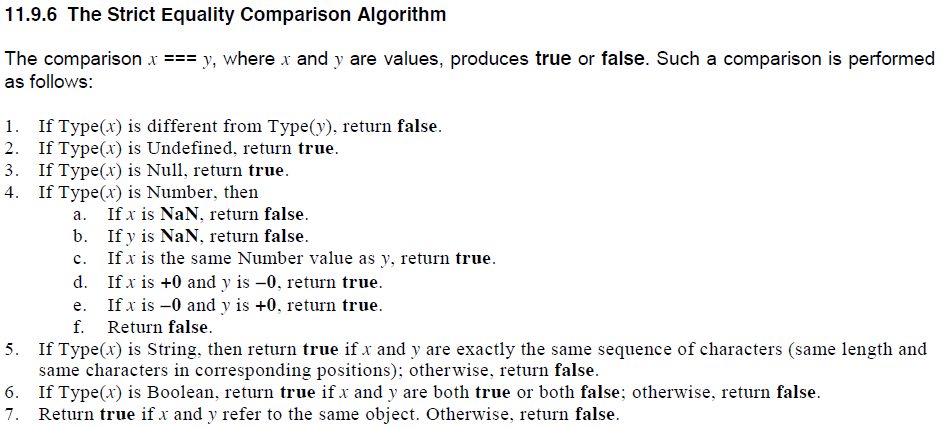 11.9.6 The Strict Equality Comparison Algorithm
The comparison x === y, where x and y are values, produces true or false. Such a comparison is performed
as follows:
1. If Type(x) is different from Type(y), return false.
2. If Type(x) is Undefined, return true.
3. If Type(x) is Null, return true.
4. If Type(x) is Number, then
a. If x is NaN, return false.
b. If y is NaN, return false.
c. If x is the same Number value as y, return true.
d. If x is +0 and y is −0, return true.
e. If x is −0 and y is +0, return true.
f. Return false.
5. If Type(x) is String, then return true if x and y are exactly the same sequence of characters (same length and
same characters in corresponding positions); otherwise, return false.
6. If Type(x) is Boolean, return true if x and y are both true or both false; otherwise, return false.
7. Return true if x and y refer to the same object. Otherwise, return false.